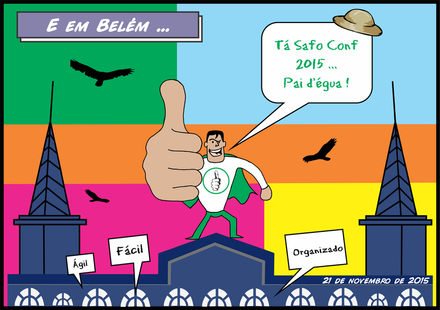 E em Belém ...
Tá Safo Conf
2015 ...
Pai d'égua !
Ágil
Fácil
Organizado
21 de novembro de 2015